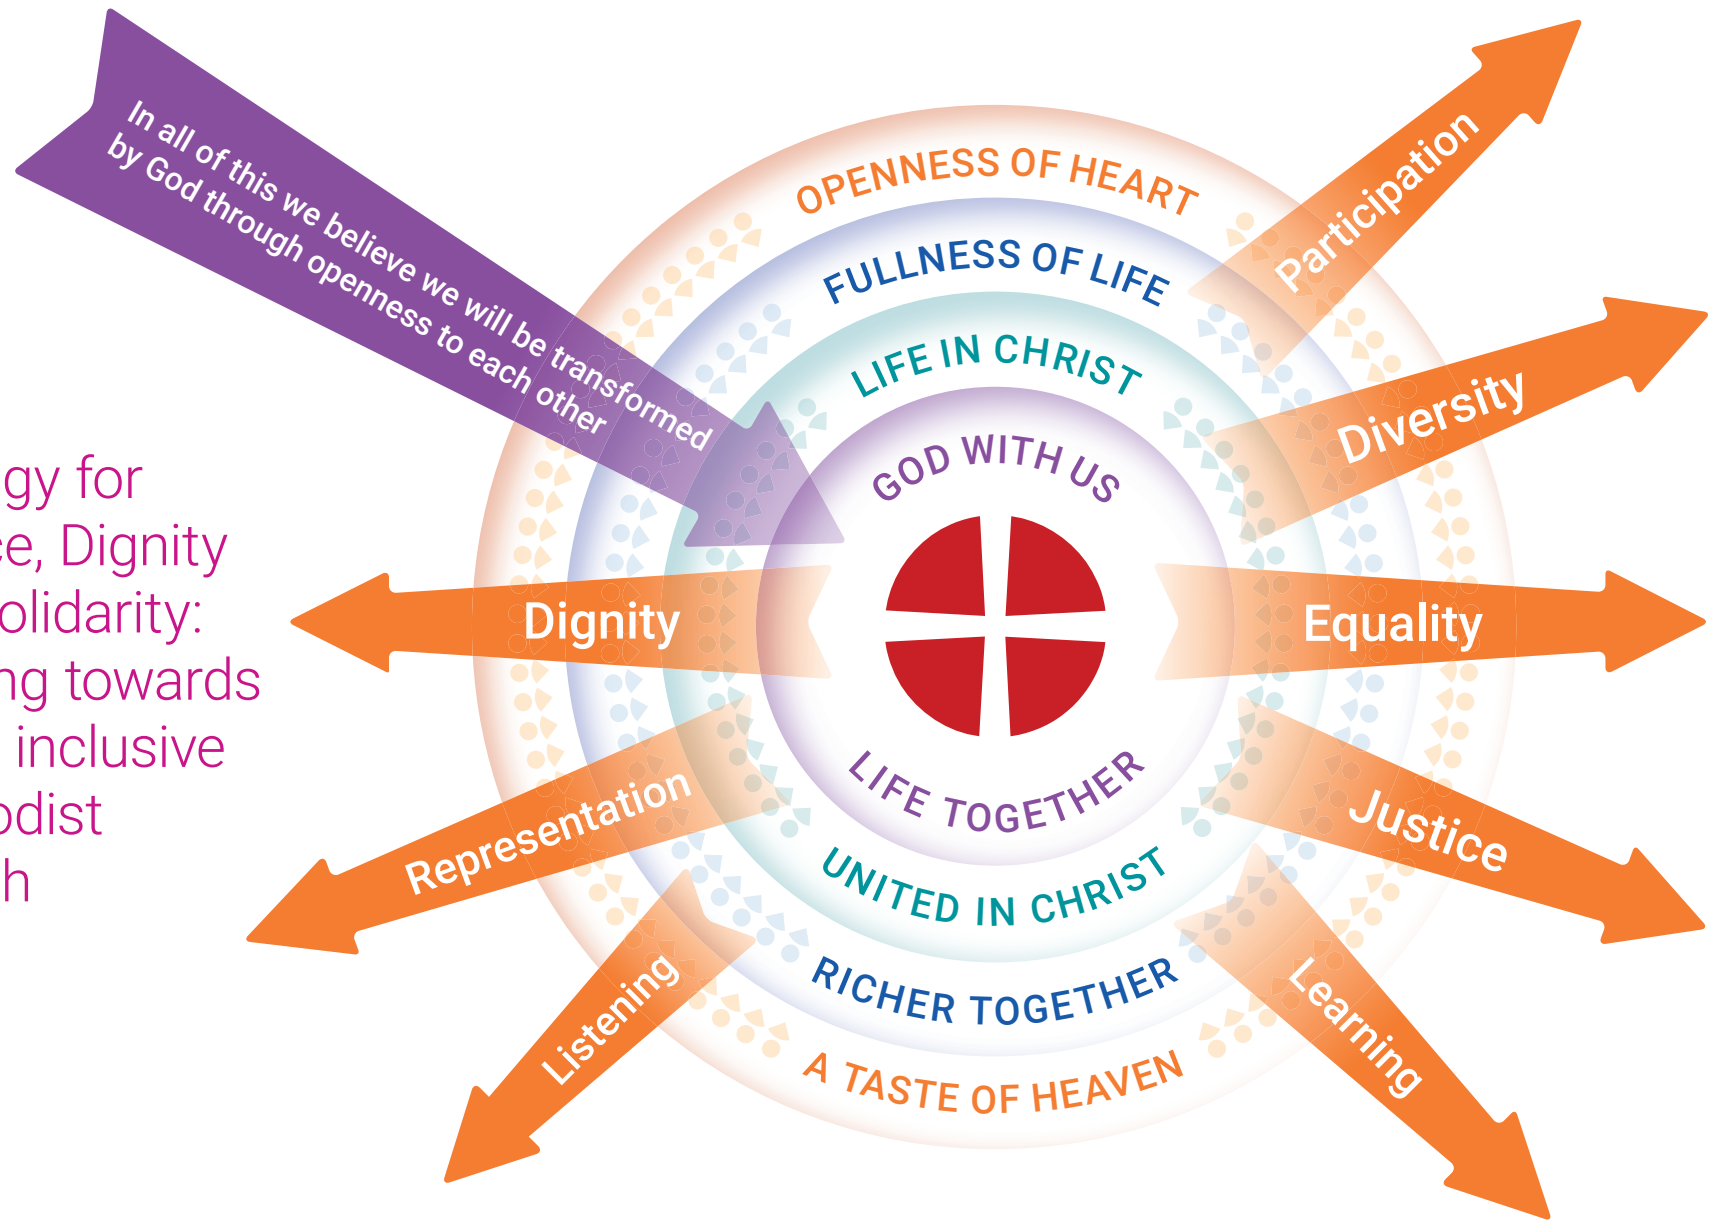 In all of this we believe we will be transformed
by God through openness to each other
OPENNESS OF HEART
FULLNESS OF LIFE
LIFE IN CHRIST
GOD WITH US
LIFE TOGETHER
UNITED IN CHRIST
RICHER TOGETHER
A TASTE OF HEAVEN
Participation
Diversity
Equality
Justice
Learning
Dignity
Representation
Listening
gy for
ce, Dignity
olidarity:
ng towards
inclusive
odist
h